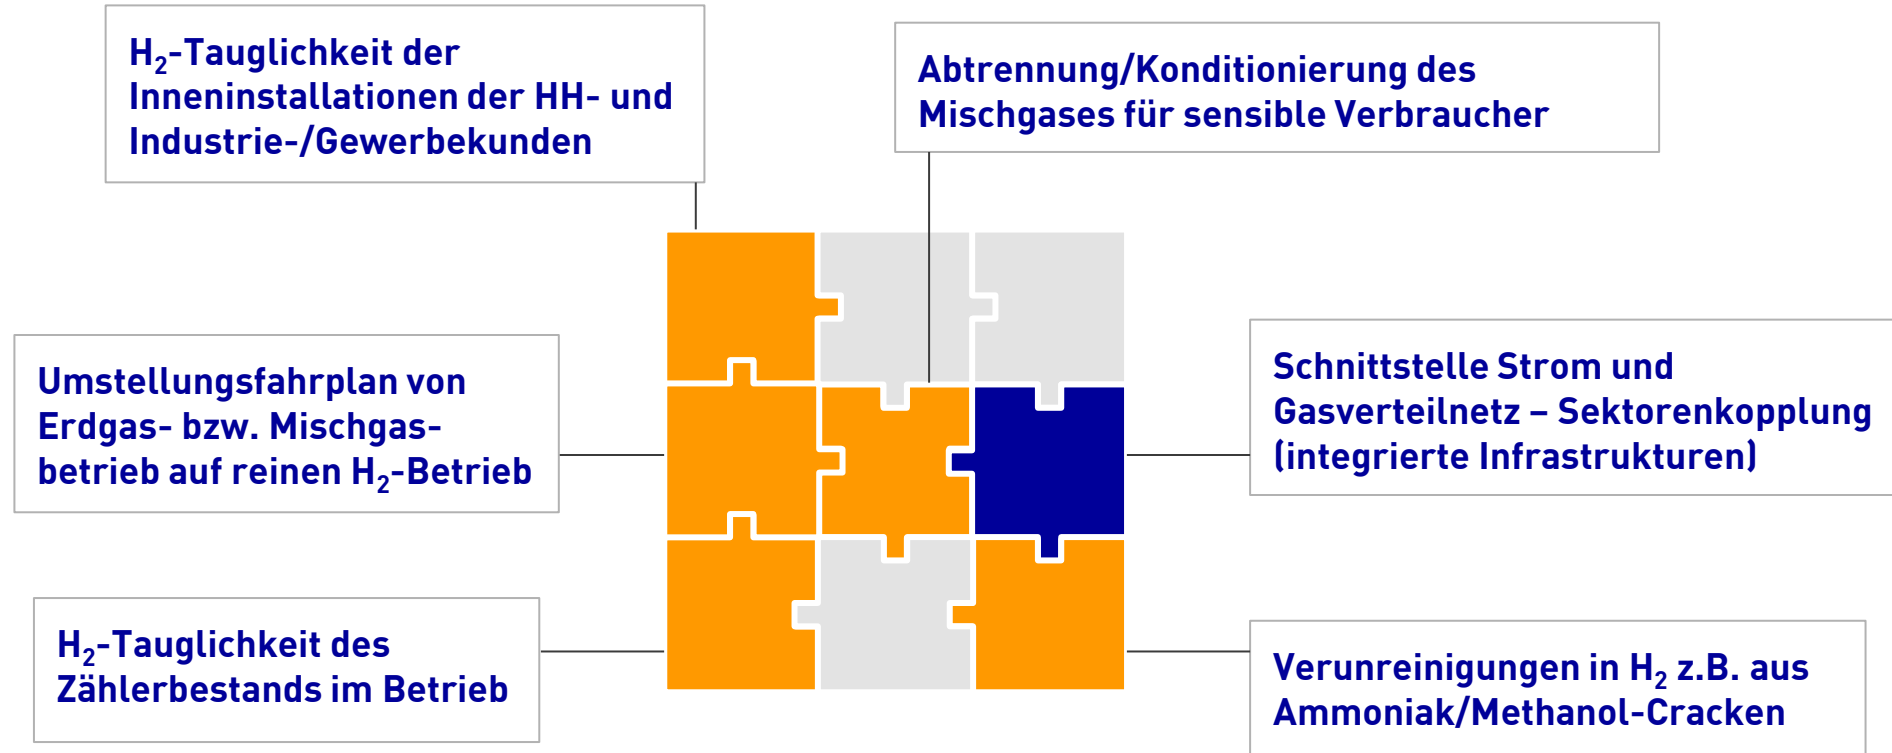 H₂-Tauglichkeit der
Inneninstallationen der HH- und
Industrie-/Gewerbekunden
Abtrennung/Konditionierung des
Mischgases für sensible Verbraucher
Umstellungsfahrplan von
Erdgas- bzw. Mischgas-
betrieb auf reinen H₂-Betrieb
Schnittstelle Strom und
Gasverteilnetz – Sektorenkopplung
(integrierte Infrastrukturen)
H₂-Tauglichkeit des
Zählerbestands im Betrieb
Verunreinigungen in H₂ z.B. aus
Ammoniak/Methanol-Cracken